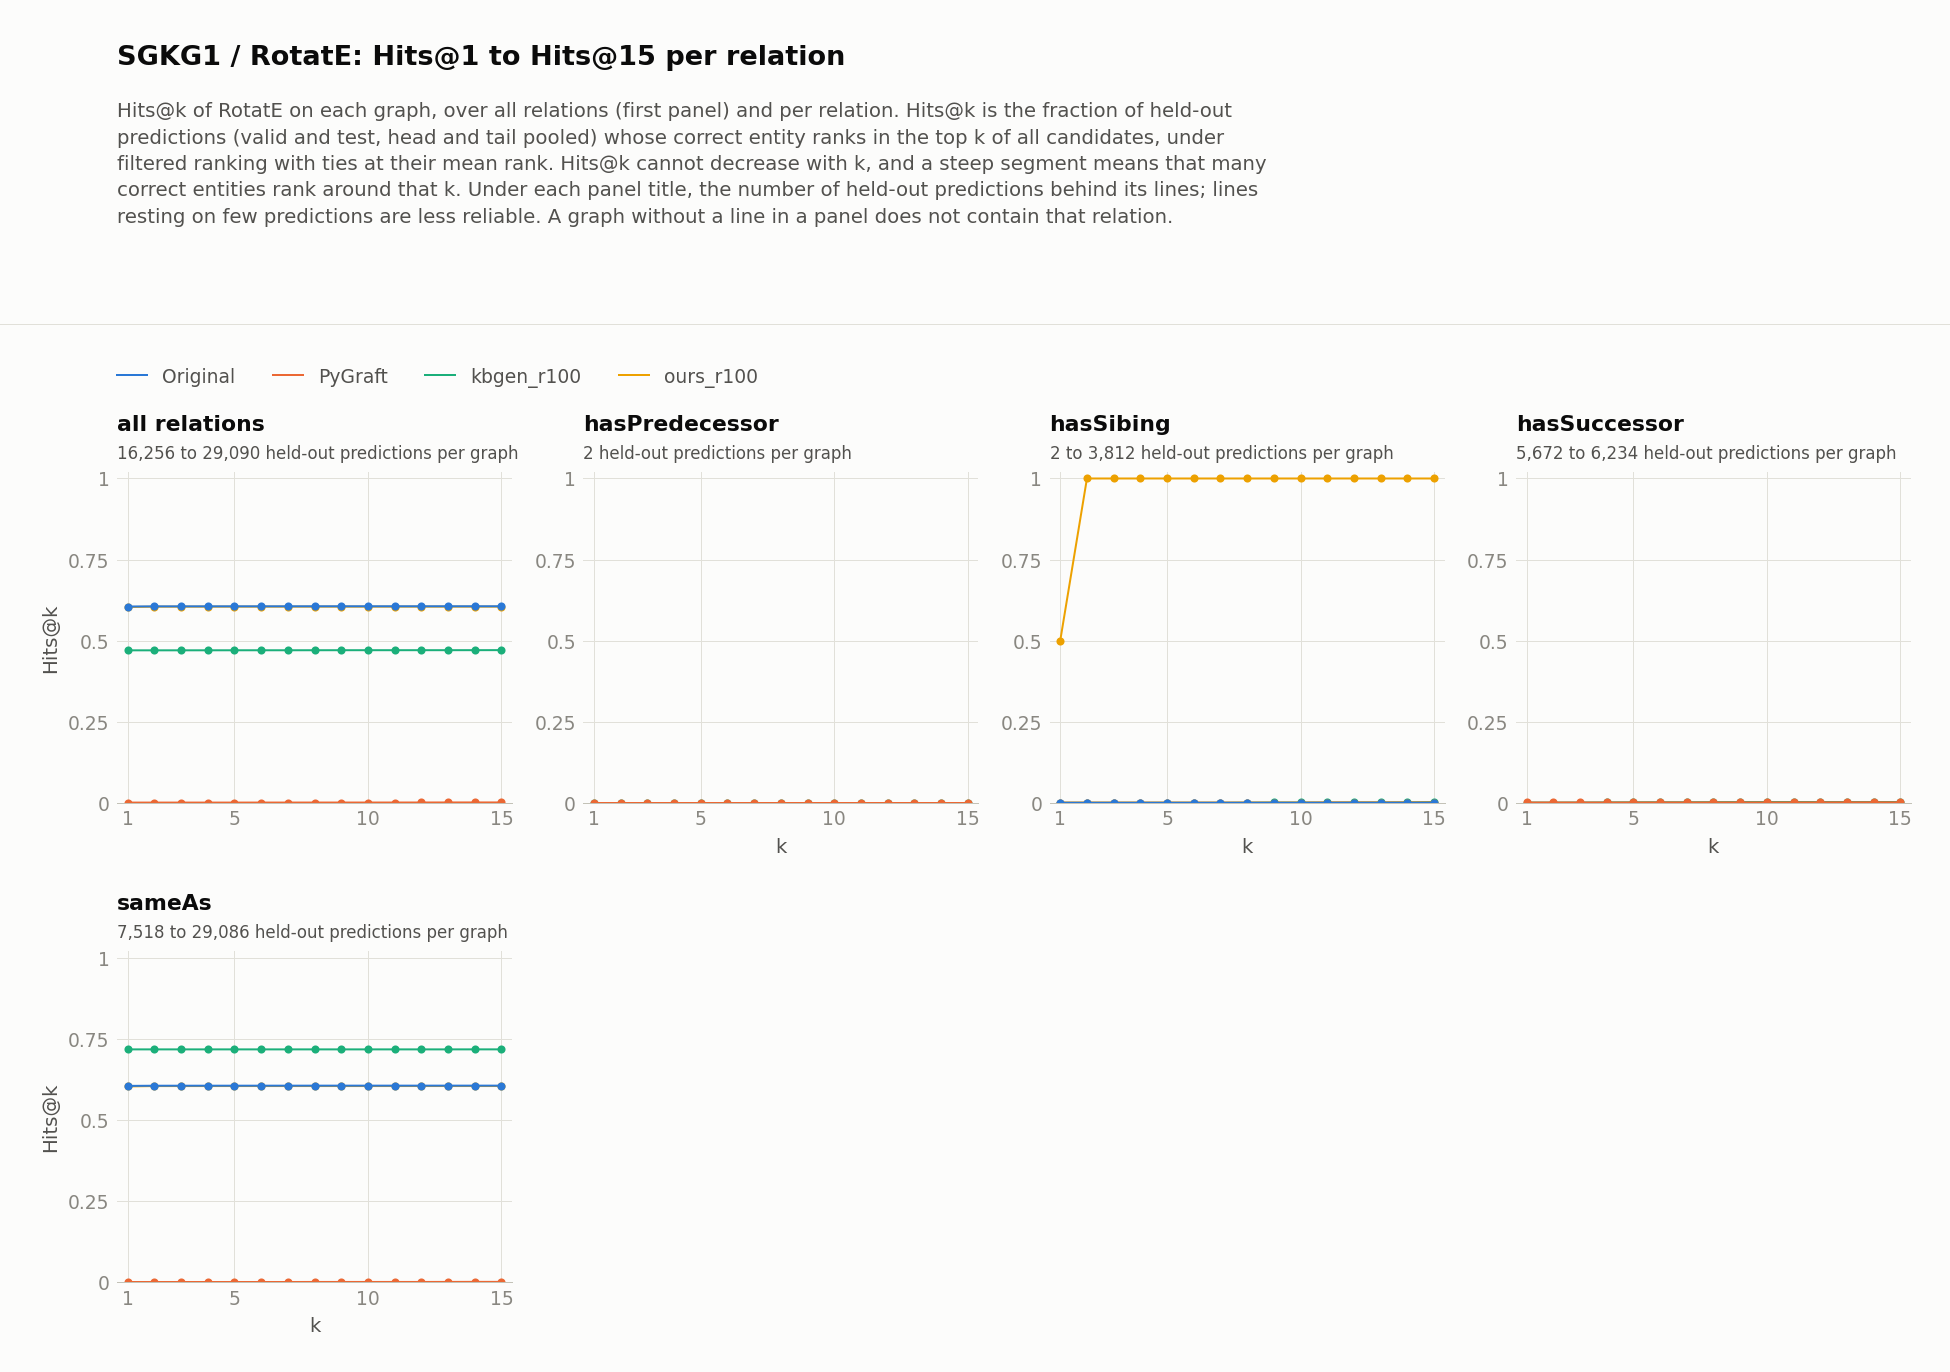 SGKG1 / RotatE: Hits@1 to Hits@15 per relation
Hits@k of RotatE on each graph, over all relations (first panel) and per relation. Hits@k is the fraction of held-out
predictions (valid and test, head and tail pooled) whose correct entity ranks in the top k of all candidates, under
filtered ranking with ties at their mean rank. Hits@k cannot decrease with k, and a steep segment means that many
correct entities rank around that k. Under each panel title, the number of held-out predictions behind its lines; lines
resting on few predictions are less reliable. A graph without a line in a panel does not contain that relation.
Original PyGraft kbgen_r100 ours_r100
all relations
16,256 to 29,090 held-out predictions per graph
1
0.75
0.5
0.25
0
Hits@k
1 5 10 15
hasPredecessor
2 held-out predictions per graph
1
0.75
0.5
0.25
0
1 5 10 15
k
hasSibing
2 to 3,812 held-out predictions per graph
1
0.75
0.5
0.25
0
1 5 10 15
k
hasSuccessor
5,672 to 6,234 held-out predictions per graph
1
0.75
0.5
0.25
0
1 5 10 15
k
sameAs
7,518 to 29,086 held-out predictions per graph
1
0.75
0.5
0.25
0
Hits@k
1 5 10 15
k